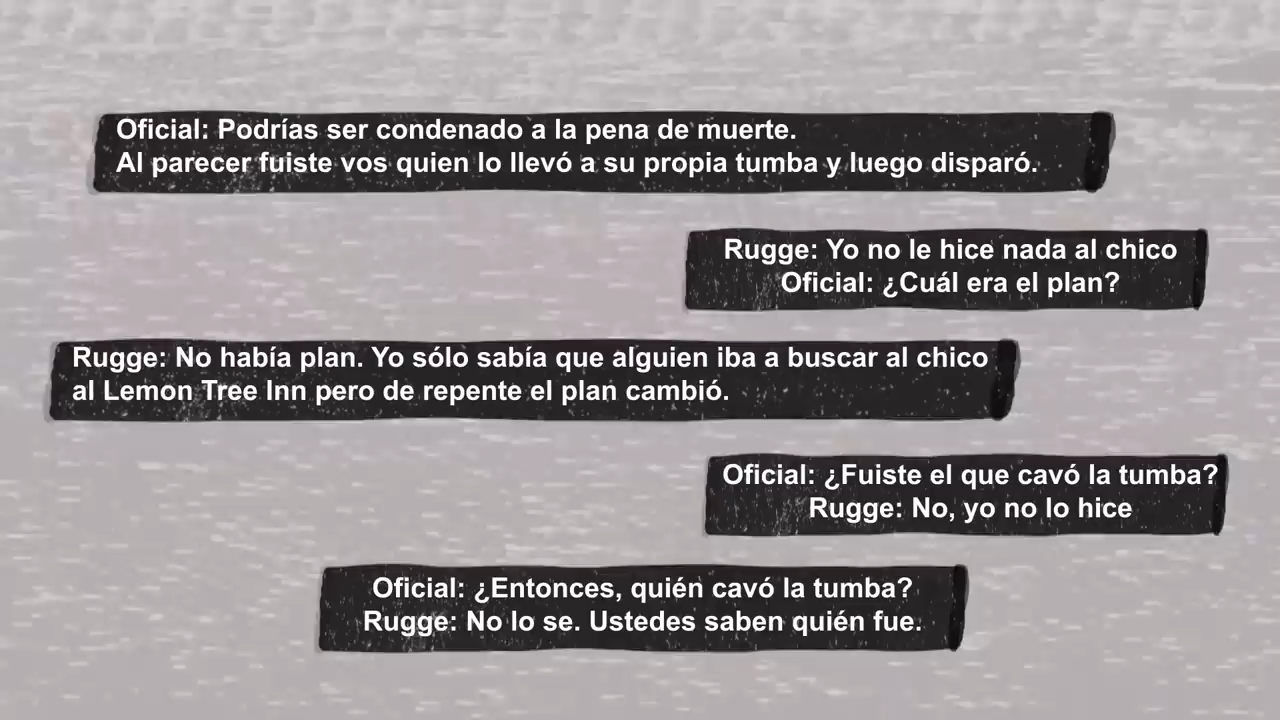 Oficial: Podrías ser condenado a la pena de muerte.
Al parecer fuiste vos quien lo llevó a su propia tumba y luego disparó.
Rugge: Yo no le hice nada al chico
Oficial: ¿Cuál era el plan?
Rugge: No había plan. Yo sólo sabía que alguien iba a buscar al chico
al Lemon Tree Inn pero de repente el plan cambió.
Oficial: ¿Fuiste el que cavó la tumba?
Rugge: No, yo no lo hice
Oficial: ¿Entonces, quién cavó la tumba?
Rugge: No lo se. Ustedes saben quién fue.